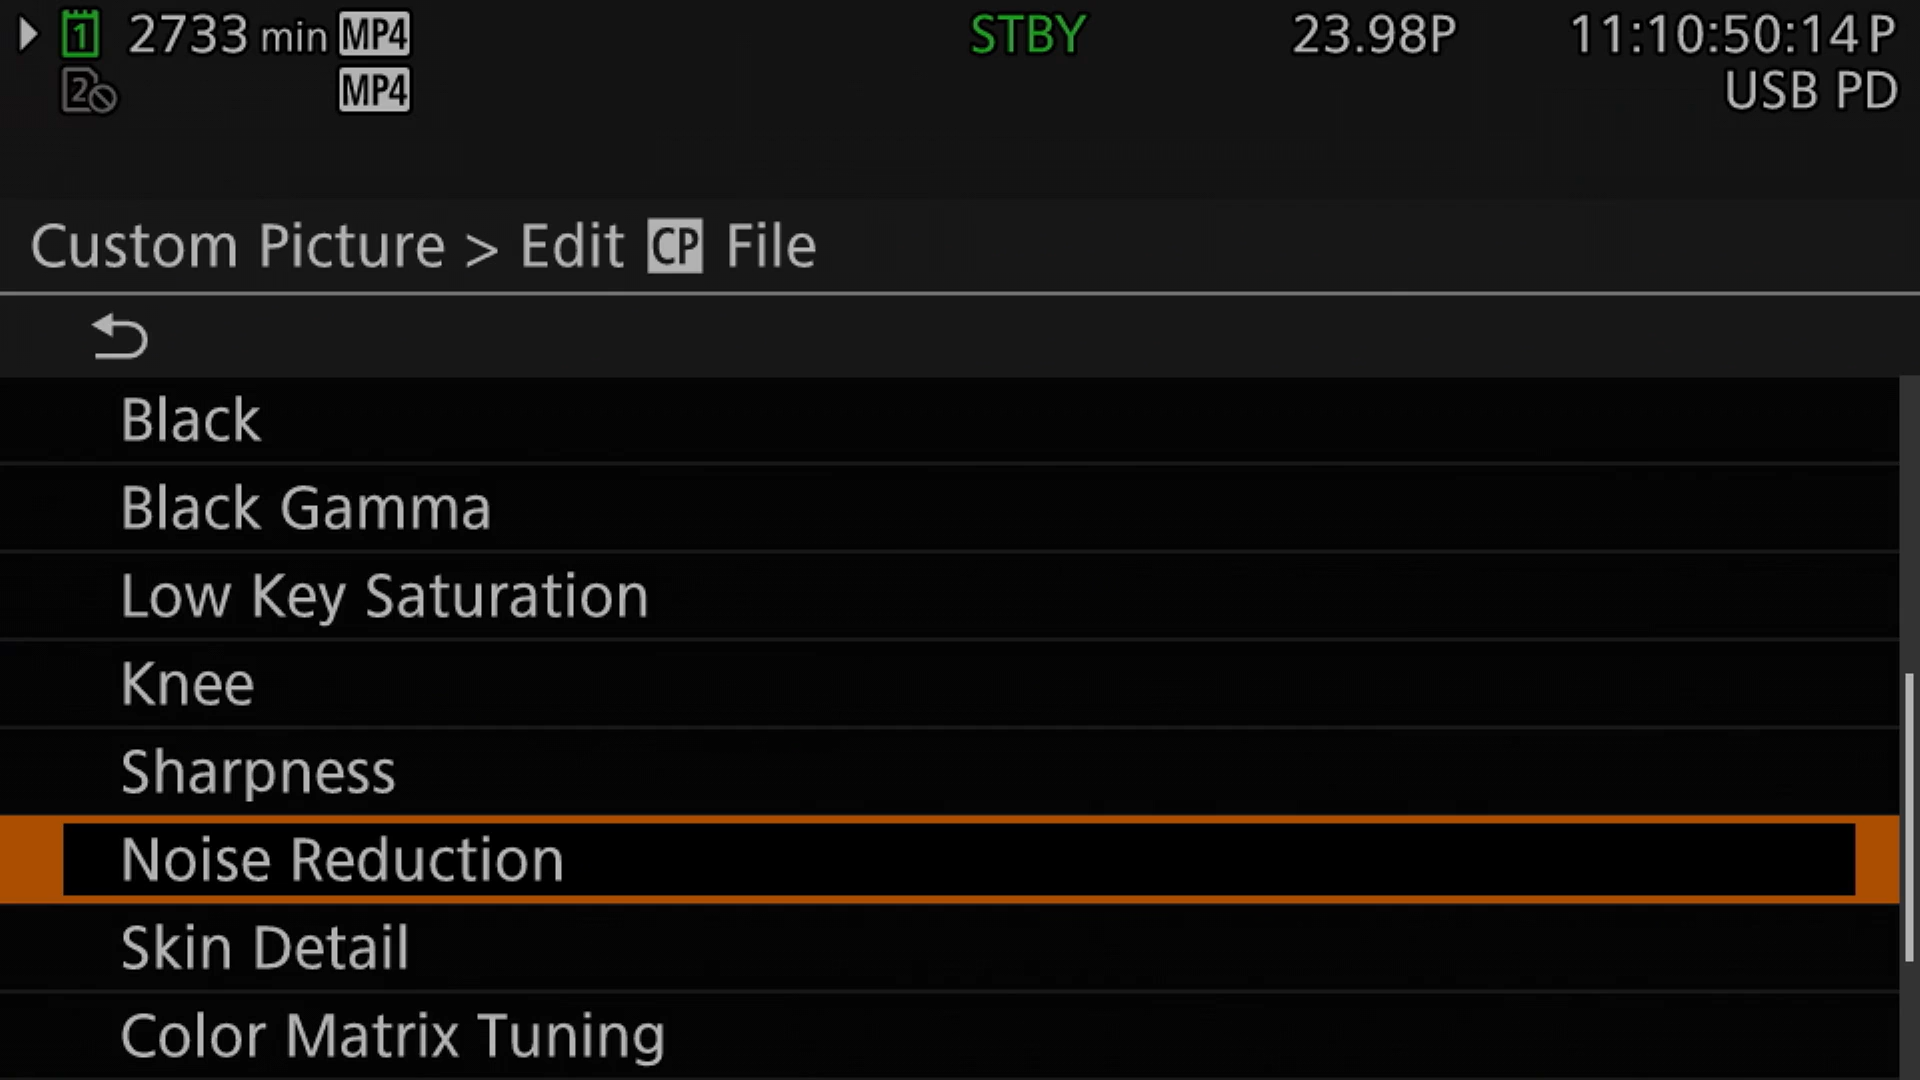 1 2733 min MP4 STBY 23.98P 11:10:50:14 P
2 MP4 USB PD
Custom Picture > Edit CP File
Black
Black Gamma
Low Key Saturation
Knee
Sharpness
Noise Reduction
Skin Detail
Color Matrix Tuning